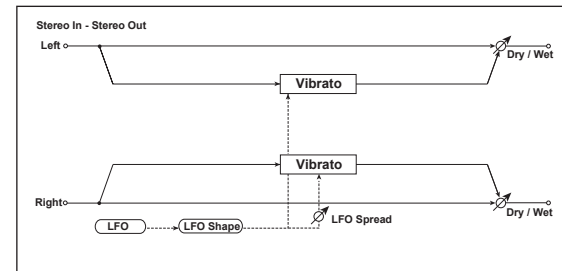 Stereo In - Stereo Out
Left
Dry / Wet
Vibrato
Vibrato
Right
Dry / Wet
LFO
LFO Shape
LFO Spread